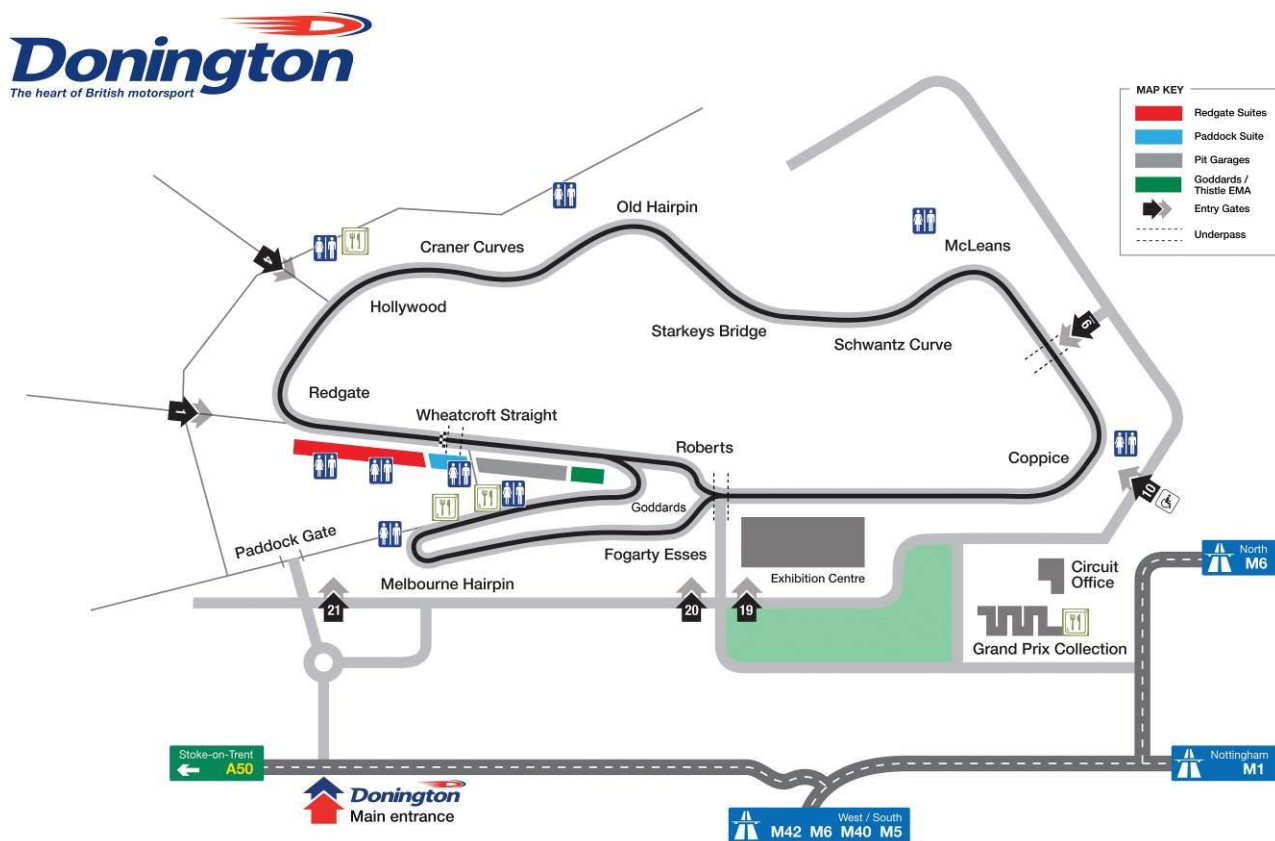 Donington
The heart of British motorsport
MAP KEY
Redgate Suites
Paddock Suite
Pit Garages
Goddards /
Thistle EMA
Entry Gates
Underpass
Old Hairpin
Craner Curves
McLeans
4
Hollywood
Starkeys Bridge
Schwantz Curve
6
Redgate
1
Wheatcroft Straight
Roberts
Coppice
10
Goddards
Paddock Gate
Fogarty Esses
Exhibition Centre
Melbourne Hairpin
Circuit
Office
North
M6
21
20
19
Grand Prix Collection
Stoke-on-Trent
A50
Nottingham
M1
Donington
Main entrance
West / South
M42 M6 M40 M5